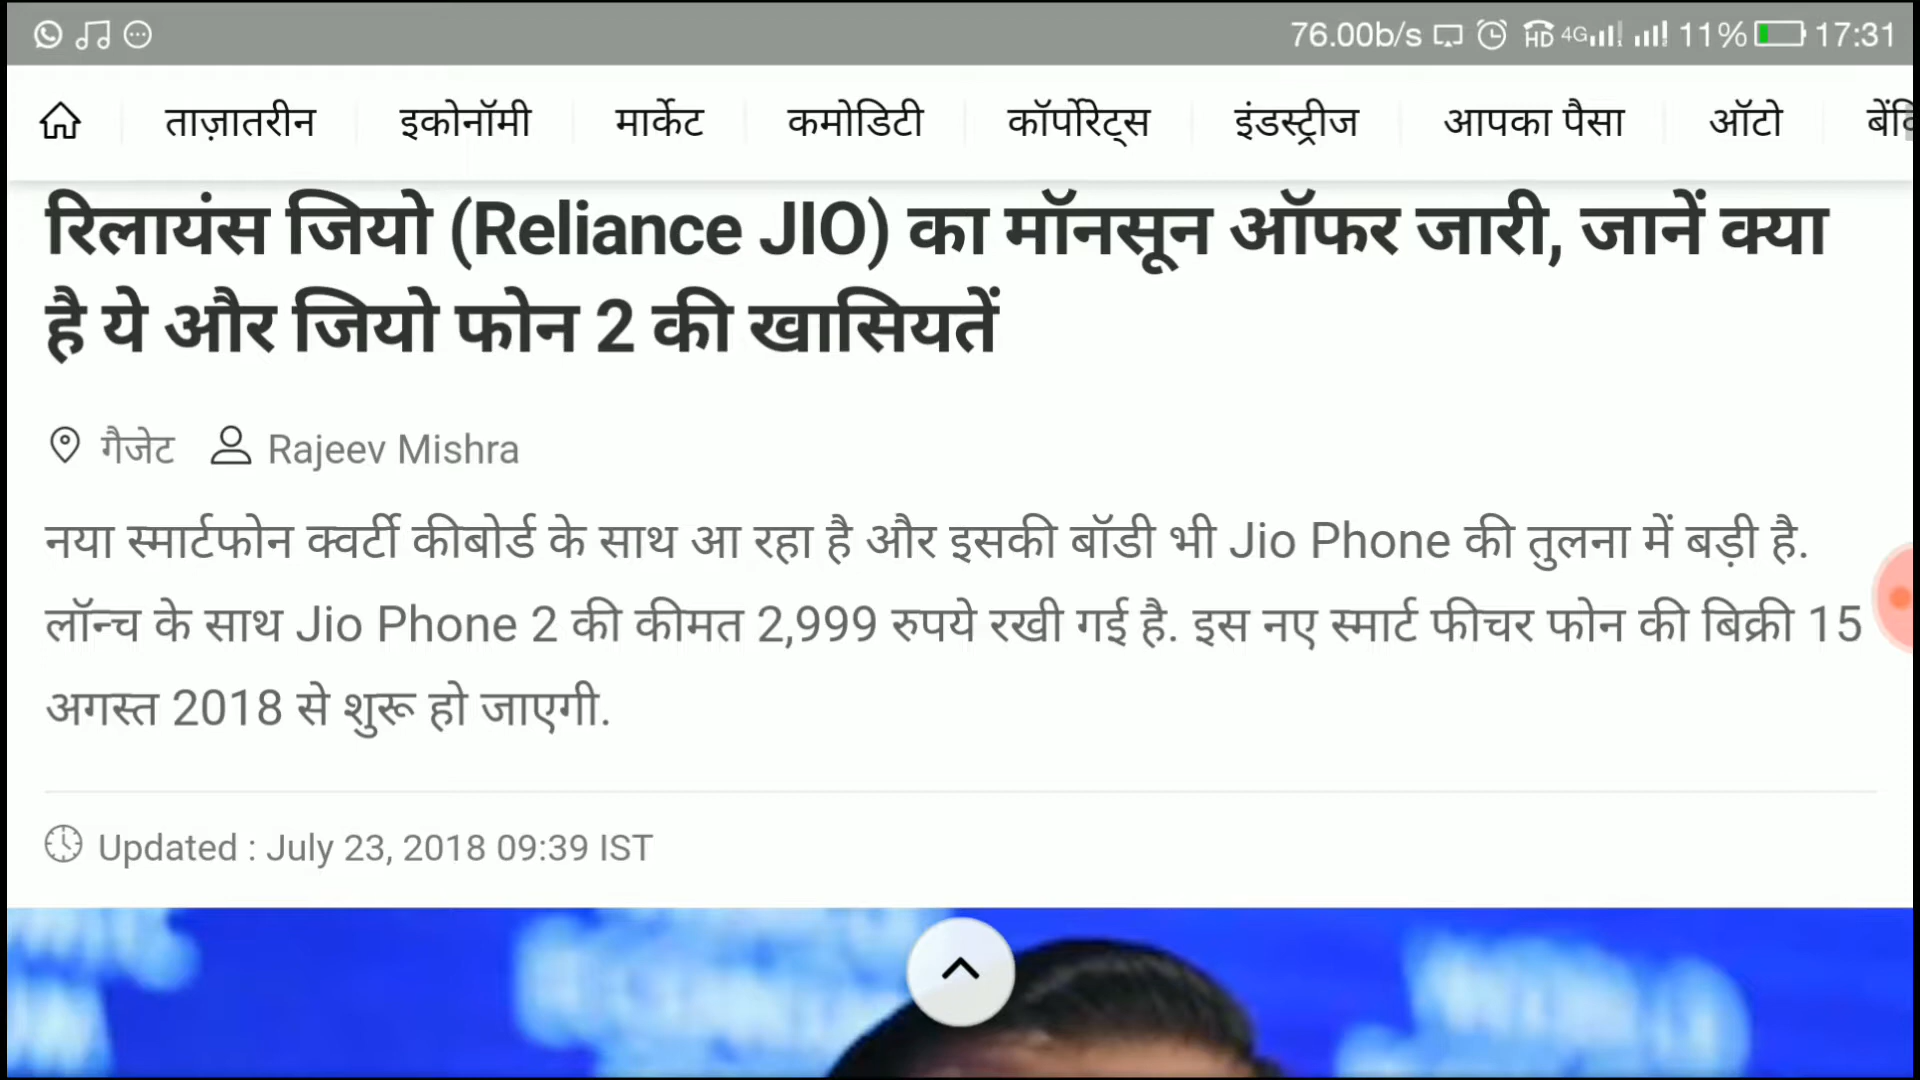 76.00b/s HD 4G 11% 17:31
ताज़ातरीन इकोनॉमी मार्केट कमोडिटी कॉर्पोरेट्स इंडस्ट्रीज आपका पैसा ऑटो
रिलायंस जियो (Reliance JIO) का मॉनसून ऑफर जारी, जानें क्या
है ये और जियो फोन 2 की खासियतें
गैजेट Rajeev Mishra
नया स्मार्टफोन क्वर्टी कीबोर्ड के साथ आ रहा है और इसकी बॉडी भी Jio Phone की तुलना में बड़ी है.
लॉन्च के साथ Jio Phone 2 की कीमत 2,999 रुपये रखी गई है. इस नए स्मार्ट फीचर फोन की बिक्री 15
अगस्त 2018 से शुरू हो जाएगी.
Updated : July 23, 2018 09:39 IST